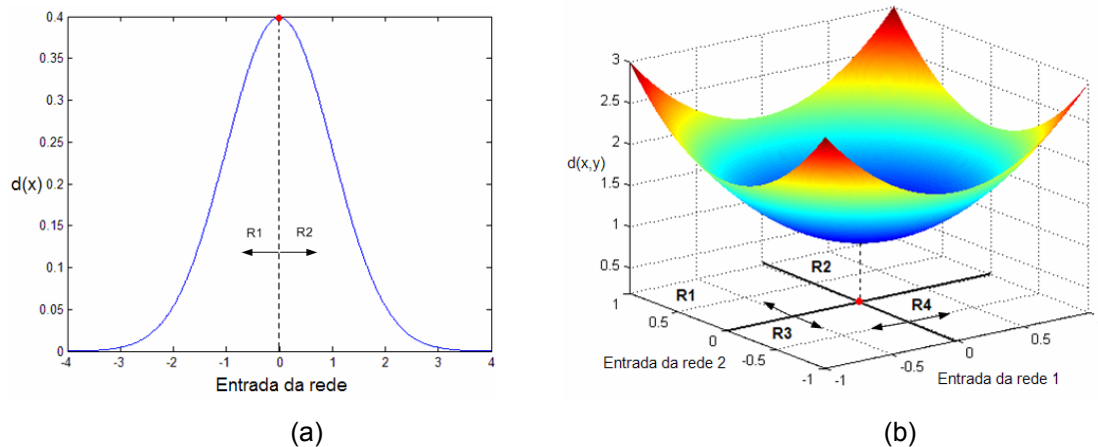 0.4
0.35
0.3
0.25
d(x)
0.2
0.15
0.1
0.05
0
R1
R2
-4 -3 -2 -1 0 1 2 3 4
Entrada da rede
(a)
3
2.5
2
d(x,y)
1.5
1
0.5
1
0.5
0
-0.5
-1
R1
R2
R3
R4
-1
-0.5
0
0.5
Entrada da rede 2
Entrada da rede 1
(b)